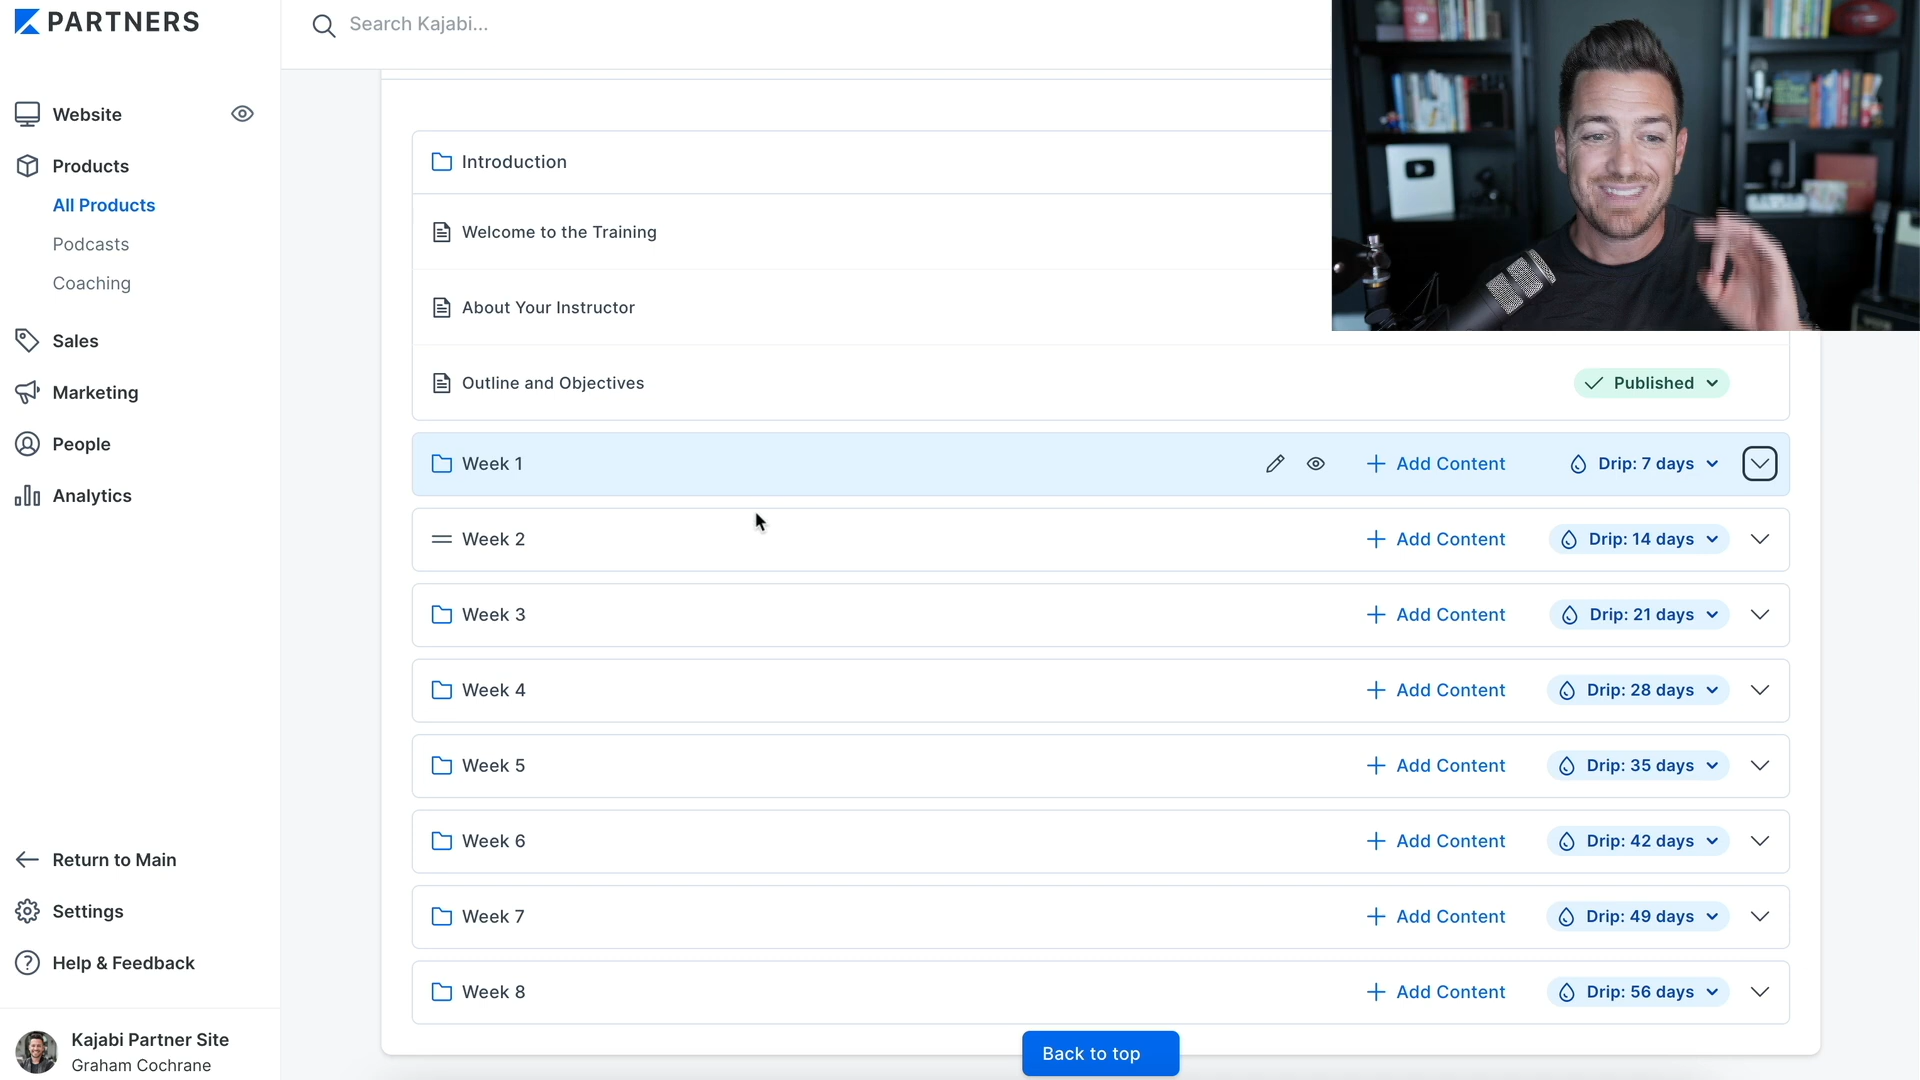 PARTNERS
Search Kajabi...
Website
Products
All Products
Podcasts
Coaching
Sales
Marketing
People
Analytics
Return to Main
Settings
Help & Feedback
Kajabi Partner Site
Graham Cochrane
Introduction
Welcome to the Training
About Your Instructor
Outline and Objectives Published
Week 1 Add Content Drip: 7 days
Week 2 Add Content Drip: 14 days
Week 3 Add Content Drip: 21 days
Week 4 Add Content Drip: 28 days
Week 5 Add Content Drip: 35 days
Week 6 Add Content Drip: 42 days
Week 7 Add Content Drip: 49 days
Week 8 Add Content Drip: 56 days
Back to top